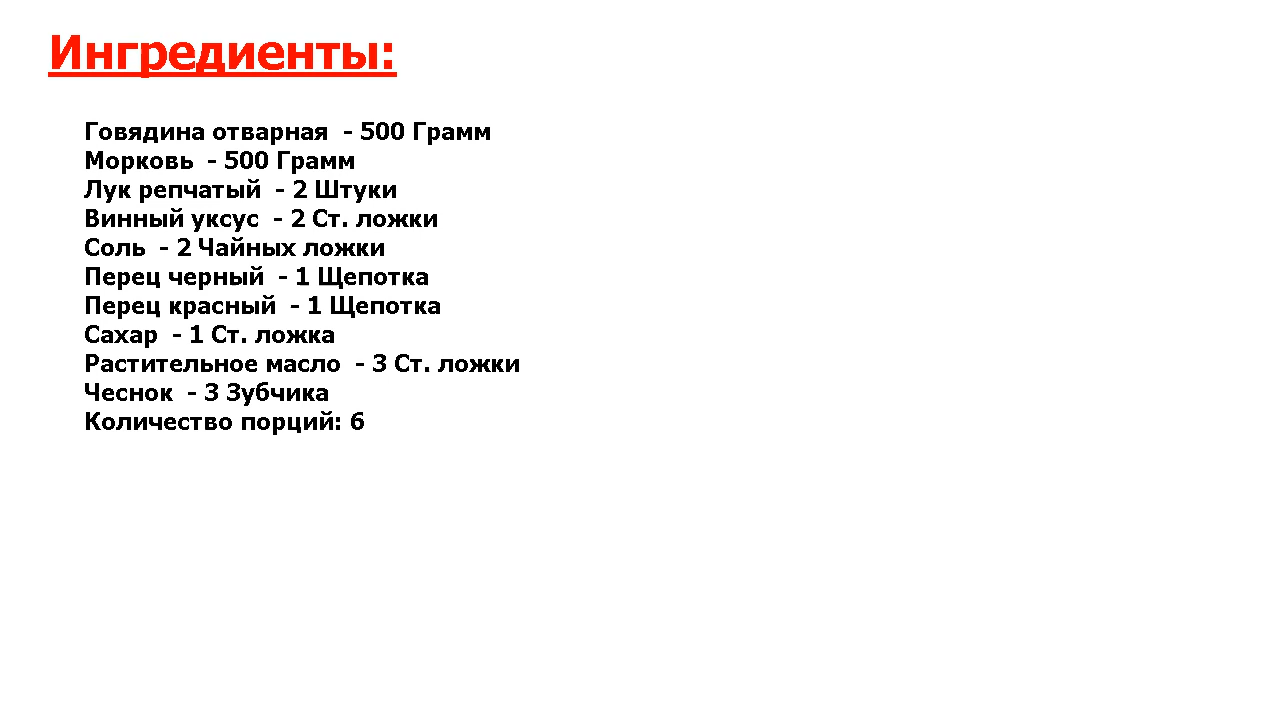 Ингредиенты:
Говядина отварная  - 500 Грамм
Морковь  - 500 Грамм
Лук репчатый  - 2 Штуки
Винный уксус  - 2 Ст. ложки
Соль  - 2 Чайных ложки
Перец черный  - 1 Щепотка
Перец красный  - 1 Щепотка
Сахар  - 1 Ст. ложка
Растительное масло  - 3 Ст. ложки
Чеснок  - 3 Зубчика
Количество порций: 6